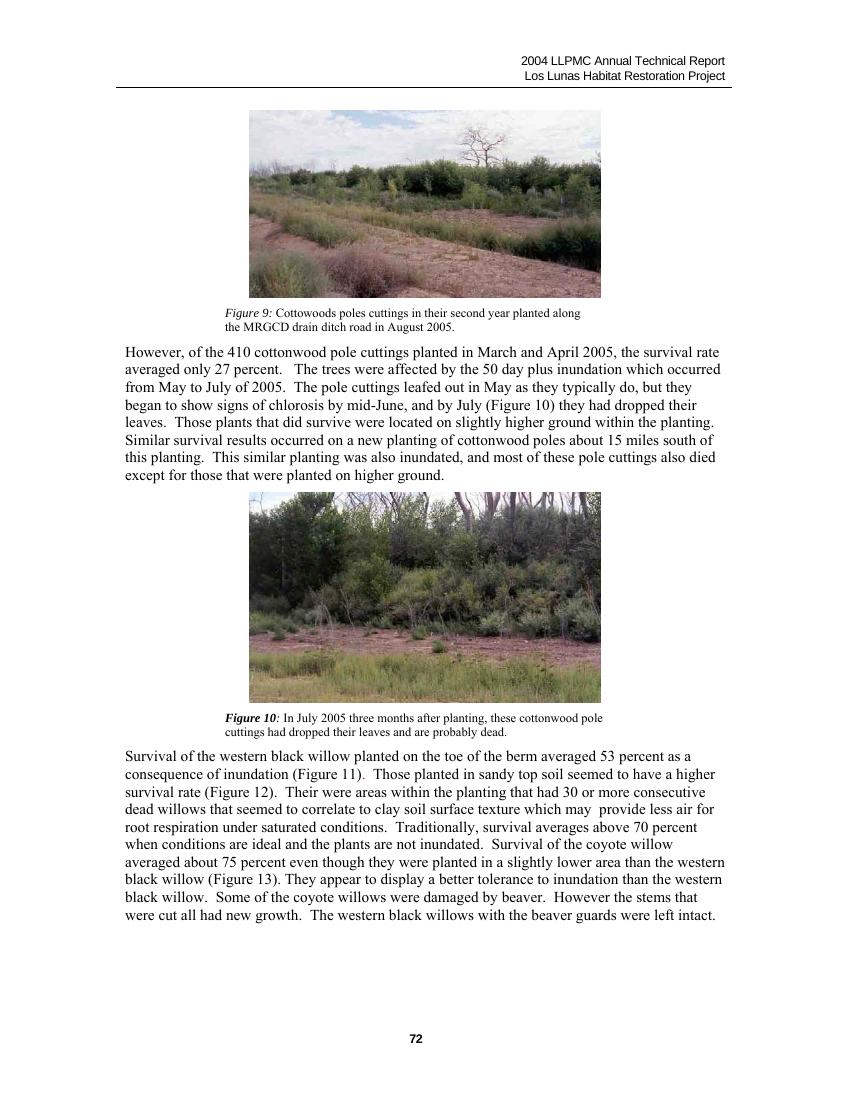 2004 LLPMC Annual Technical Report
Los Lunas Habitat Restoration Project
Figure 9: Cottowoods poles cuttings in their second year planted along
the MRGCD drain ditch road in August 2005.
However, of the 410 cottonwood pole cuttings planted in March and April 2005, the survival rate
averaged only 27 percent.   The trees were affected by the 50 day plus inundation which occurred
from May to July of 2005.  The pole cuttings leafed out in May as they typically do, but they
began to show signs of chlorosis by mid-June, and by July (Figure 10) they had dropped their
leaves.  Those plants that did survive were located on slightly higher ground within the planting.
Similar survival results occurred on a new planting of cottonwood poles about 15 miles south of
this planting.  This similar planting was also inundated, and most of these pole cuttings also died
except for those that were planted on higher ground.
Figure 10: In July 2005 three months after planting, these cottonwood pole
cuttings had dropped their leaves and are probably dead.
Survival of the western black willow planted on the toe of the berm averaged 53 percent as a
consequence of inundation (Figure 11).  Those planted in sandy top soil seemed to have a higher
survival rate (Figure 12).  Their were areas within the planting that had 30 or more consecutive
dead willows that seemed to correlate to clay soil surface texture which may  provide less air for
root respiration under saturated conditions.  Traditionally, survival averages above 70 percent
when conditions are ideal and the plants are not inundated.  Survival of the coyote willow
averaged about 75 percent even though they were planted in a slightly lower area than the western
black willow (Figure 13). They appear to display a better tolerance to inundation than the western
black willow.  Some of the coyote willows were damaged by beaver.  However the stems that
were cut all had new growth.  The western black willows with the beaver guards were left intact.
72